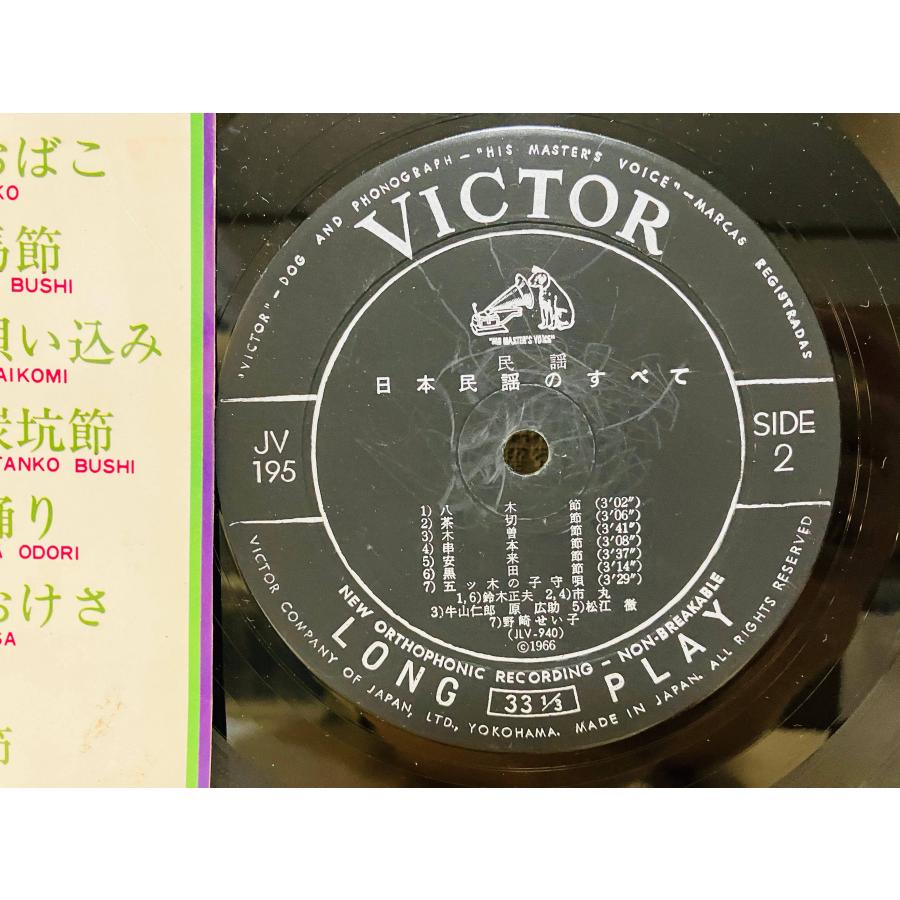 おばこ
KO
馬節
BUSHI
唄い込み
AIKOMI
炭坑節
TANKO BUSHI
踊り
A ODORI
おけさ
SA
節
"VICTOR"-DOG AND PHONOGRAPH-"HIS MASTER'S VOICE"-MARCAS REGISTRADAS
VICTOR
"HIS MASTER'S VOICE"
民謡
日本民謡のすべて
JV
195
SIDE
2
1) 八木節 (3'02")
2) 茶切節 (3'06")
3) 木曽節 (3'41")
4) 串本節 (3'08")
5) 安来節 (3'37")
6) 黒田節 (3'14")
7) 五ッ木の子守唄 (3'29")
1,6)鈴木正夫 2,4)市丸
3)牛山仁郎 原 広助 5)松江 徹
7)野崎せい子
(JLV-940)
©1966
NEW ORTHOPHONIC RECORDING - NON-BREAKABLE
LONG 33 1/3 PLAY
VICTOR COMPANY OF JAPAN, LTD., YOKOHAMA. MADE IN JAPAN. ALL RIGHTS RESERVED